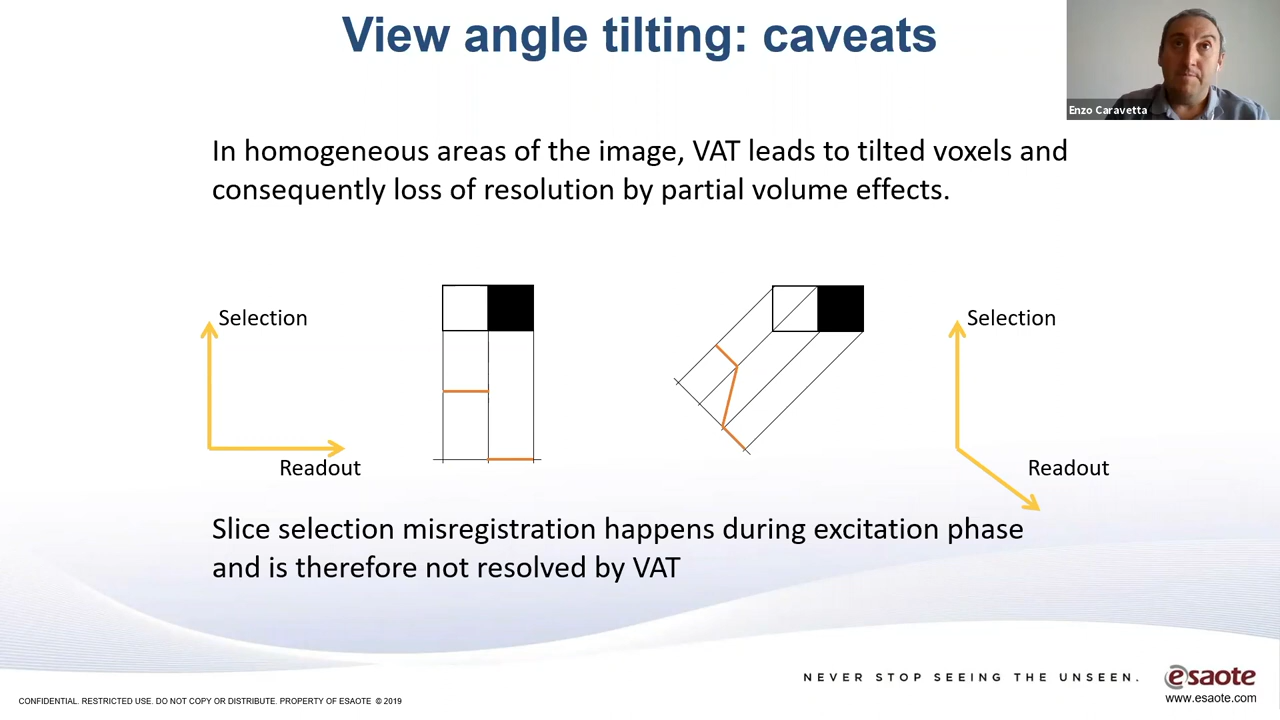 View angle tilting: caveats
Enzo Caravetta
In homogeneous areas of the image, VAT leads to tilted voxels and
consequently loss of resolution by partial volume effects.
Selection
Readout
Selection
Readout
Slice selection misregistration happens during excitation phase
and is therefore not resolved by VAT
NEVER STOP SEEING THE UNSEEN.
esaote
www.esaote.com
CONFIDENTIAL. RESTRICTED USE. DO NOT COPY OR DISTRIBUTE. PROPERTY OF ESAOTE © 2019